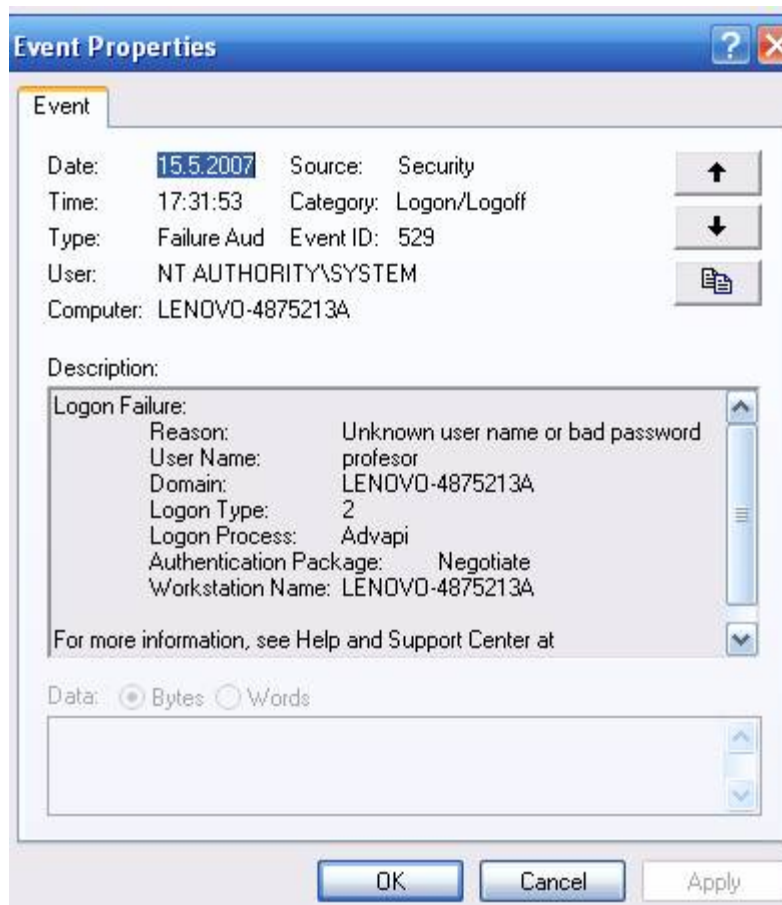 Event Properties
Event
Date: 15.5.2007 Source: Security
Time: 17:31:53 Category: Logon/Logoff
Type: Failure Aud Event ID: 529
User: NT AUTHORITY\SYSTEM
Computer: LENOVO-4875213A
Description:
Logon Failure:
Reason: Unknown user name or bad password
User Name: profesor
Domain: LENOVO-4875213A
Logon Type: 2
Logon Process: Advapi
Authentication Package: Negotiate
Workstation Name: LENOVO-4875213A
For more information, see Help and Support Center at
Data: Bytes Words
OK Cancel Apply